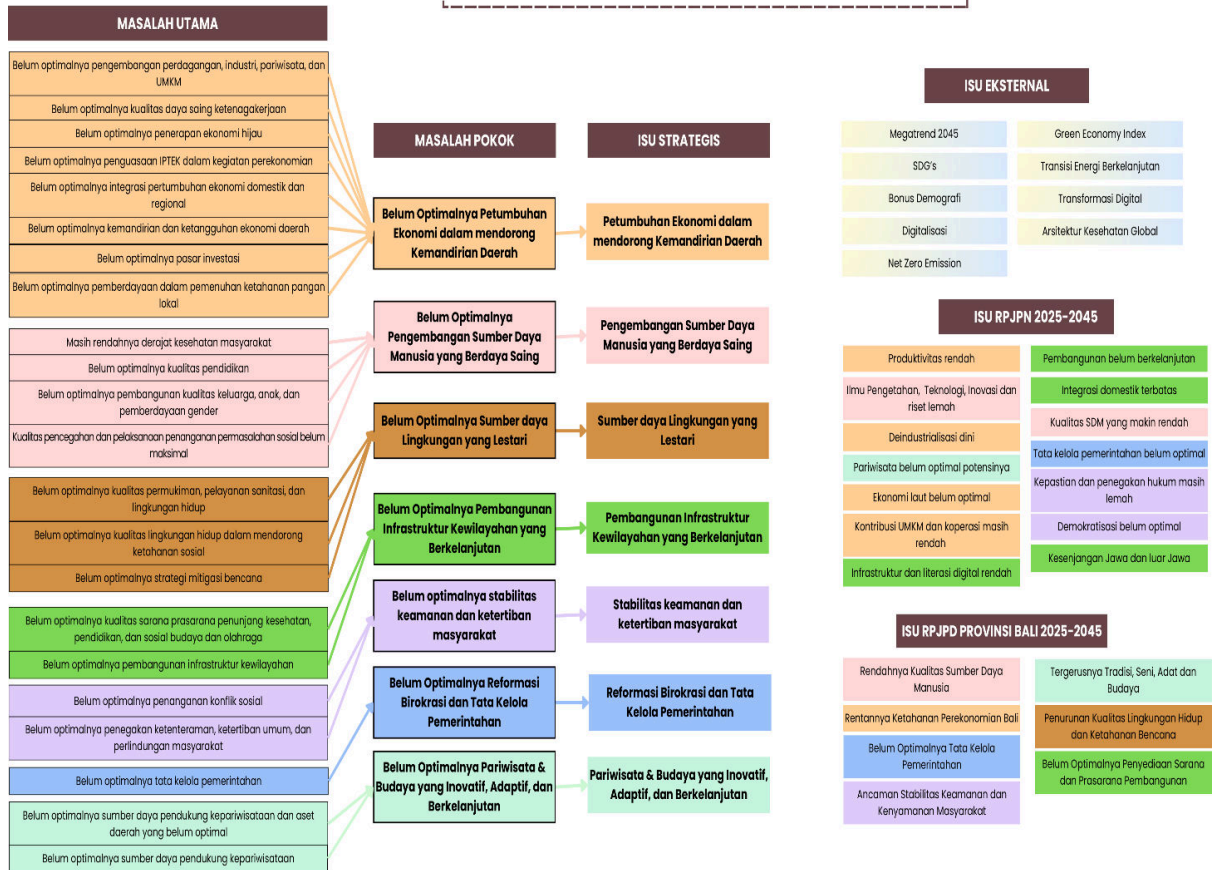 MASALAH UTAMA
Belum optimalnya pengembangan perdagangan, industri, pariwisata, dan
UMKM
Belum optimalnya kualitas daya saing ketenagakerjaan
Belum optimalnya penerapan ekonomi hijau
Belum optimalnya penguasaan IPTEK dalam kegiatan perekonomian
Belum optimalnya integrasi pertumbuhan ekonomi domestik dan
regional
Belum optimalnya kemandirian dan ketangguhan ekonomi daerah
Belum optimalnya pasar investasi
Belum optimalnya pemberdayaan dalam pemenuhan ketahanan pangan
lokal
Masih rendahnya derajat kesehatan masyarakat
Belum optimalnya kualitas pendidikan
Belum optimalnya pembangunan kualitas keluarga, anak, dan
pemberdayaan gender
Kualitas pencegahan dan pelaksanaan penanganan permasalahan sosial belum
maksimal
Belum optimalnya kualitas permukiman, pelayanan sanitasi, dan
lingkungan hidup
Belum optimalnya kualitas lingkungan hidup dalam mendorong
ketahanan sosial
Belum optimalnya strategi mitigasi bencana
Belum optimalnya kualitas sarana prasarana penunjang kesehatan,
pendidikan, dan sosial budaya dan olahraga
Belum optimalnya pembangunan infrastruktur kewilayahan
Belum optimalnya penanganan konflik sosial
Belum optimalnya penegakan ketenteraman, ketertiban umum, dan
perlindungan masyarakat
Belum optimalnya tata kelola pemerintahan
Belum optimalnya sumber daya pendukung kepariwisataan dan aset
daerah yang belum optimal
Belum optimalnya sumber daya pendukung kepariwisataan
MASALAH POKOK
Belum Optimalnya Petumbuhan
Ekonomi dalam mendorong
Kemandirian Daerah
Belum Optimalnya
Pengembangan Sumber Daya
Manusia yang Berdaya Saing
Belum Optimalnya Sumber daya
Lingkungan yang Lestari
Belum Optimalnya Pembangunan
Infrastruktur Kewilayahan yang
Berkelanjutan
Belum optimalnya stabilitas
keamanan dan ketertiban
masyarakat
Belum Optimalnya Reformasi
Birokrasi dan Tata Kelola
Pemerintahan
Belum Optimalnya Pariwisata &
Budaya yang Inovatif, Adaptif, dan
Berkelanjutan
ISU STRATEGIS
Petumbuhan Ekonomi dalam
mendorong Kemandirian Daerah
Pengembangan Sumber Daya
Manusia yang Berdaya Saing
Sumber daya Lingkungan yang
Lestari
Pembangunan Infrastruktur
Kewilayahan yang Berkelanjutan
Stabilitas keamanan dan
ketertiban masyarakat
Reformasi Birokrasi dan Tata
Kelola Pemerintahan
Pariwisata & Budaya yang Inovatif,
Adaptif, dan Berkelanjutan
ISU EKSTERNAL
Megatrend 2045
SDG's
Bonus Demografi
Digitalisasi
Net Zero Emission
Green Economy Index
Transisi Energi Berkelanjutan
Transformasi Digital
Arsitektur Kesehatan Global
ISU RPJPN 2025-2045
Produktivitas rendah
Ilmu Pengetahan, Teknologi, Inovasi dan
riset lemah
Deindustrialisasi dini
Pariwisata belum optimal potensinya
Ekonomi laut belum optimal
Kontribusi UMKM dan koperasi masih
rendah
Infrastruktur dan literasi digital rendah
Pembangunan belum berkelanjutan
Integrasi domestik terbatas
Kualitas SDM yang makin rendah
Tata kelola pemerintahan belum optimal
Kepastian dan penegakan hukum masih
lemah
Demokratisasi belum optimal
Kesenjangan Jawa dan luar Jawa
ISU RPJPD PROVINSI BALI 2025-2045
Rendahnya Kualitas Sumber Daya
Manusia
Rentannya Ketahanan Perekonomian Bali
Belum Optimalnya Tata Kelola
Pemerintahan
Ancaman Stabilitas Keamanan dan
Kenyamanan Masyarakat
Tergerusnya Tradisi, Seni, Adat dan
Budaya
Penurunan Kualitas Lingkungan Hidup
dan Ketahanan Bencana
Belum Optimalnya Penyediaan Sarana
dan Prasarana Pembangunan